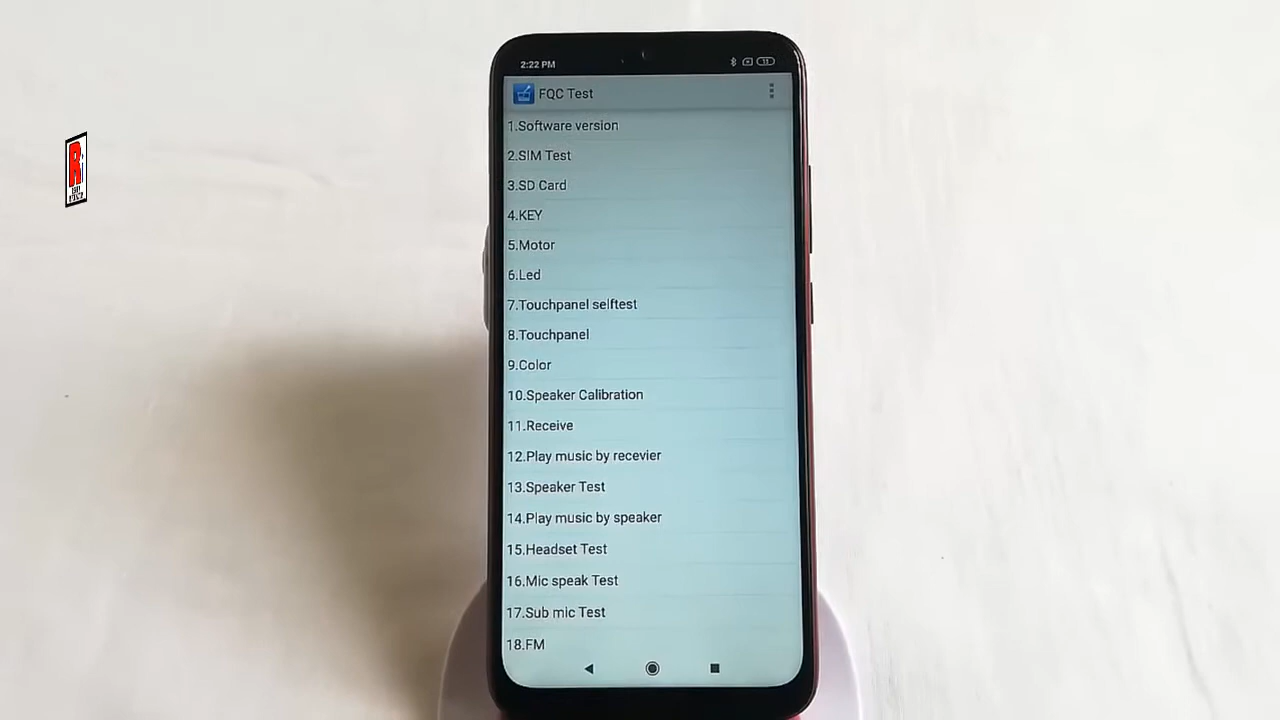 2:22 PM
FQC Test
1.Software version
2.SIM Test
3.SD Card
4.KEY
5.Motor
6.Led
7.Touchpanel selftest
8.Touchpanel
9.Color
10.Speaker Calibration
11.Receive
12.Play music by recevier
13.Speaker Test
14.Play music by speaker
15.Headset Test
16.Mic speak Test
17.Sub mic Test
18.FM